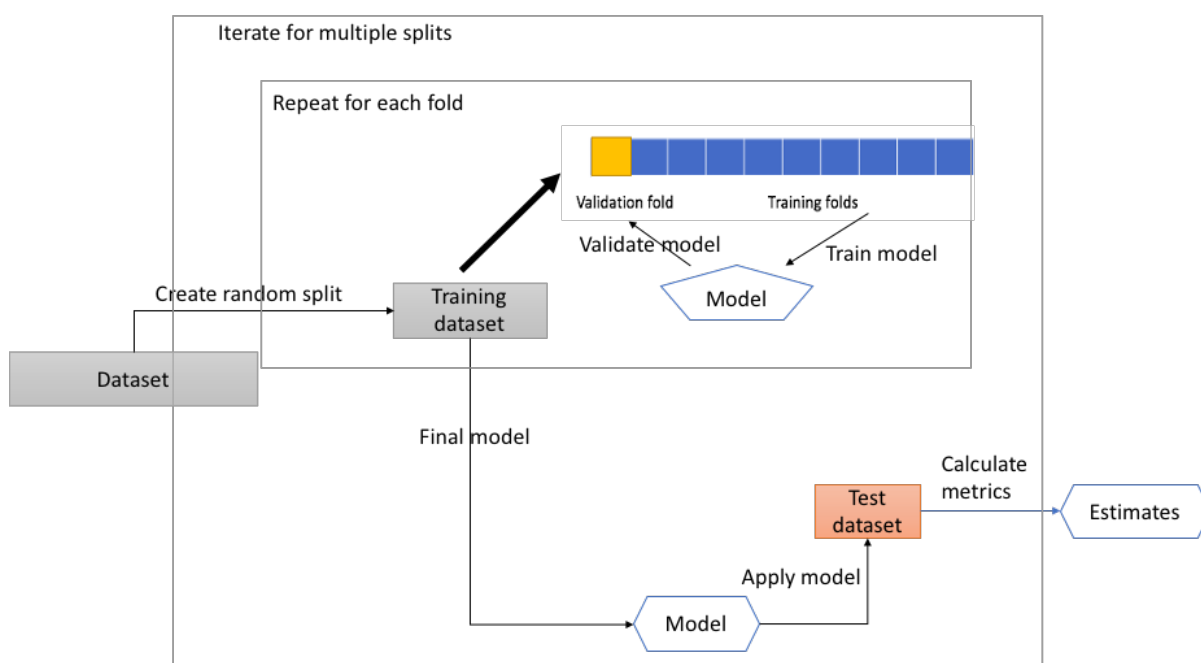 Iterate for multiple splits
Repeat for each fold
Validation fold
Training folds
Validate model
Train model
Model
Create random split
Training
dataset
Dataset
Final model
Calculate
metrics
Test
dataset
Estimates
Apply model
Model